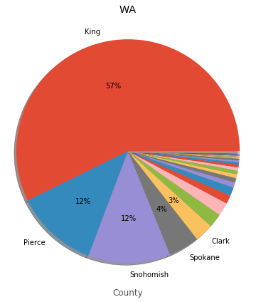 WA
King
57%
12%
12%
4%
3%
Pierce
Snohomish
Spokane
Clark
County